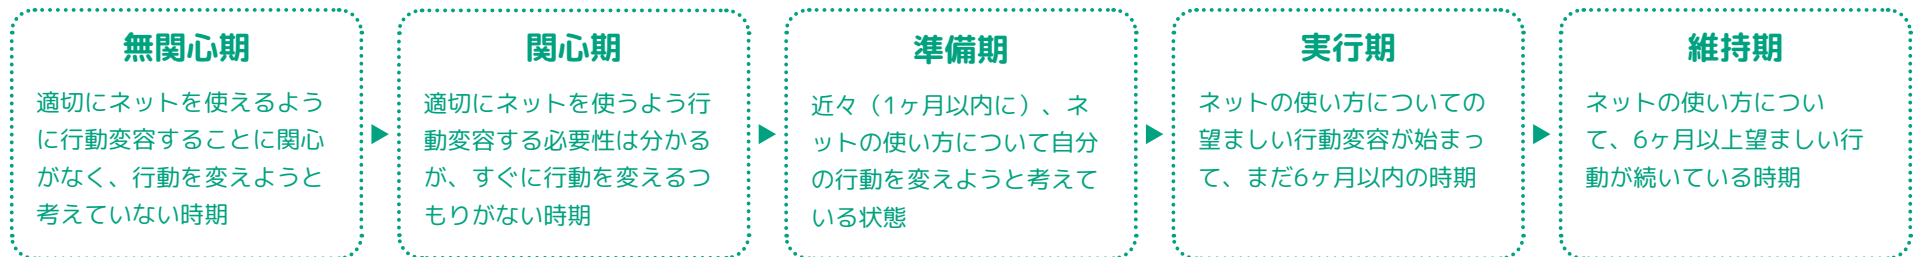 無関心期
適切にネットを使えるよう
に行動変容することに関心
がなく、行動を変えようと
考えていない時期
関心期
適切にネットを使うよう行
動変容する必要性は分かる
が、すぐに行動を変えるつ
もりがない時期
準備期
近々（1ヶ月以内に）、ネ
ットの使い方について自分
の行動を変えようと考えて
いる状態
実行期
ネットの使い方についての
望ましい行動変容が始まっ
て、まだ6ヶ月以内の時期
維持期
ネットの使い方につい
て、6ヶ月以上望ましい行
動が続いている時期